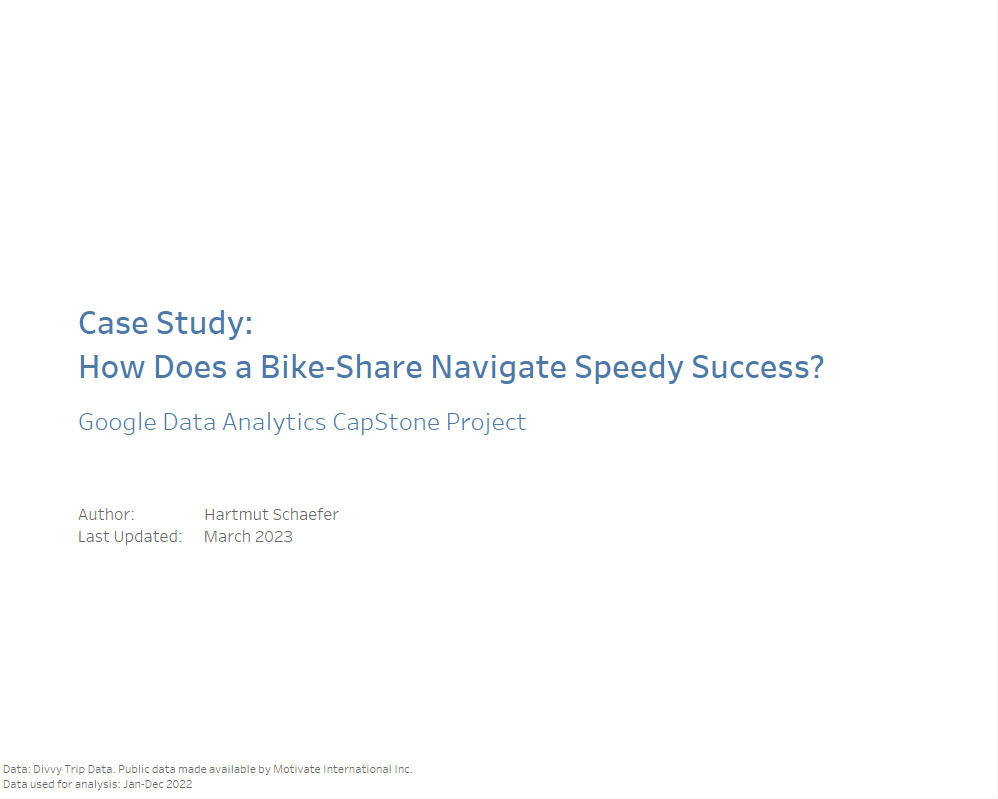 Case Study:
How Does a Bike-Share Navigate Speedy Success?
Google Data Analytics CapStone Project
Author: Hartmut Schaefer
Last Updated: March 2023
Data: Divvy Trip Data. Public data made available by Motivate International Inc.
Data used for analysis: Jan-Dec 2022